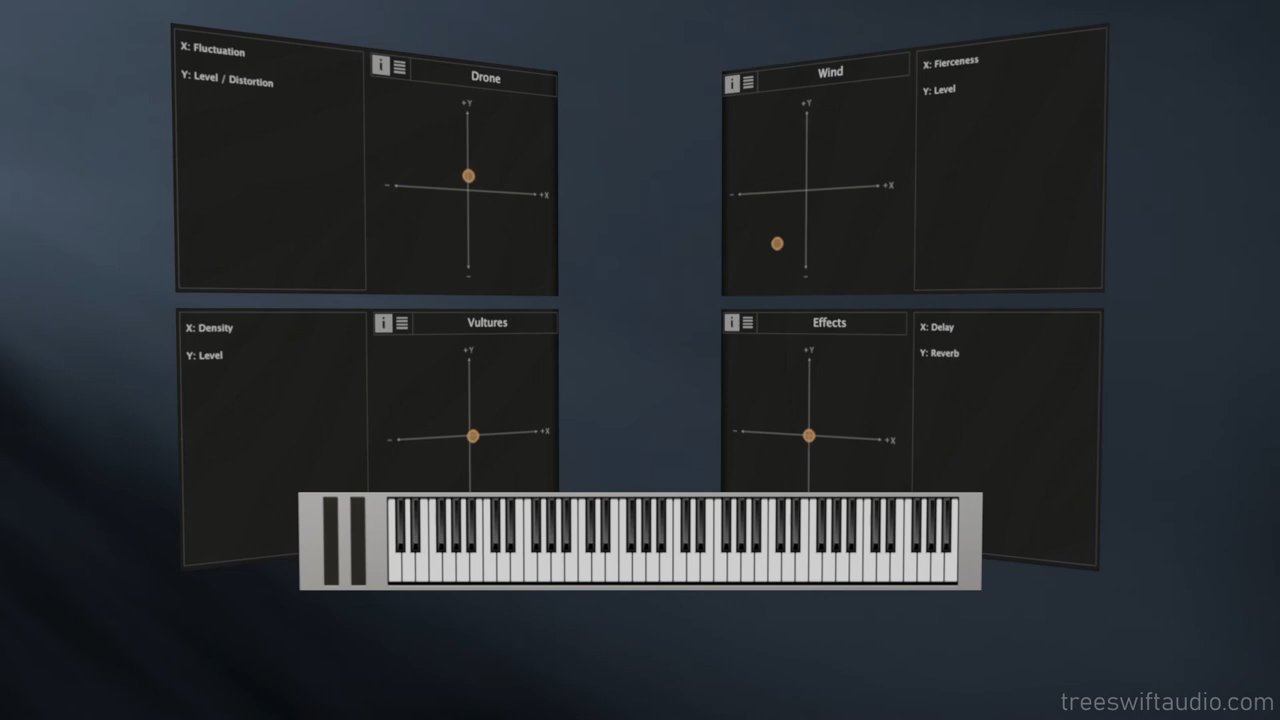 X: Fluctuation
Y: Level / Distortion
i
Drone
+Y
−
+X
−
i
Wind
+Y
−
+X
−
X: Fierceness
Y: Level
X: Density
Y: Level
i
Vultures
+Y
−
+X
i
Effects
+Y
−
+X
X: Delay
Y: Reverb
treeswiftaudio.com